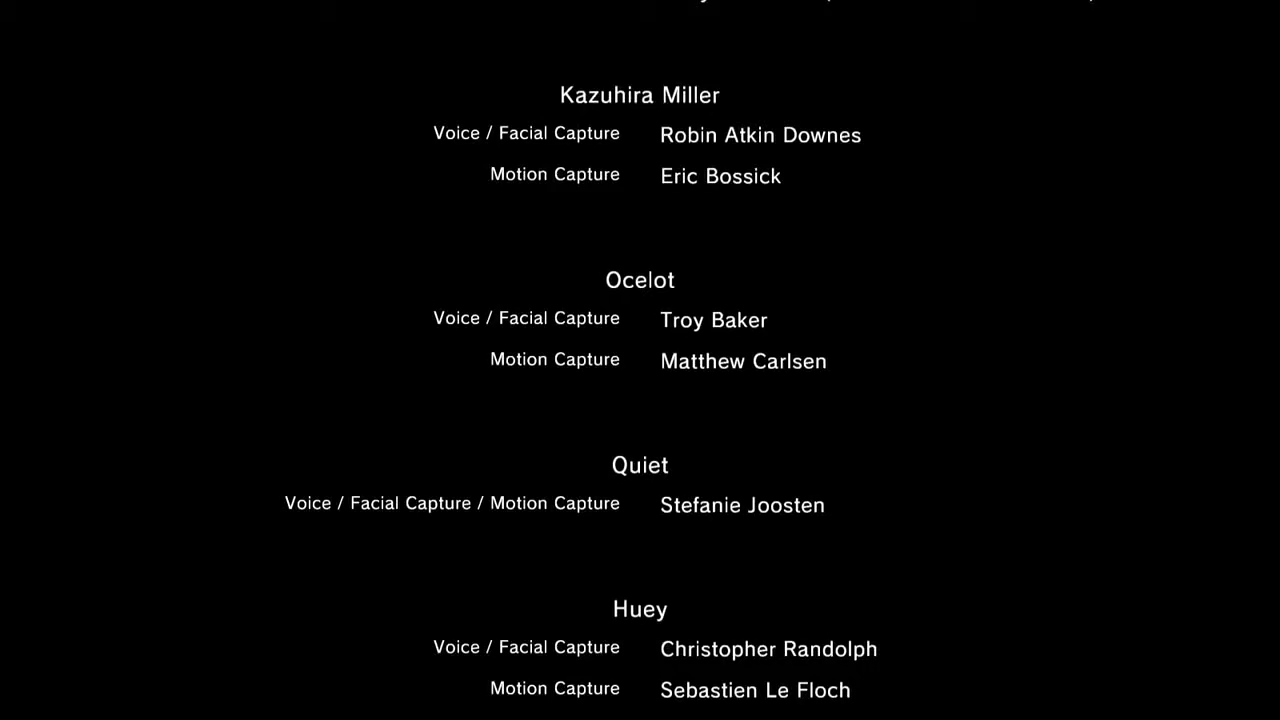 Kazuhira Miller
Voice / Facial Capture Robin Atkin Downes
Motion Capture Eric Bossick
Ocelot
Voice / Facial Capture Troy Baker
Motion Capture Matthew Carlsen
Quiet
Voice / Facial Capture / Motion Capture Stefanie Joosten
Huey
Voice / Facial Capture Christopher Randolph
Motion Capture Sebastien Le Floch